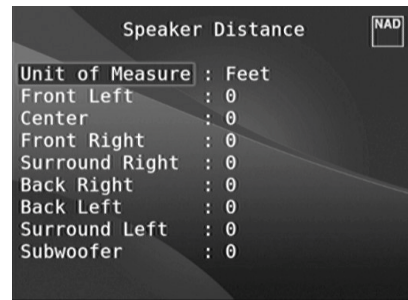 Speaker Distance
NAD
Unit of Measure : Feet
Front Left : 0
Center : 0
Front Right : 0
Surround Right : 0
Back Right : 0
Back Left : 0
Surround Left : 0
Subwoofer : 0